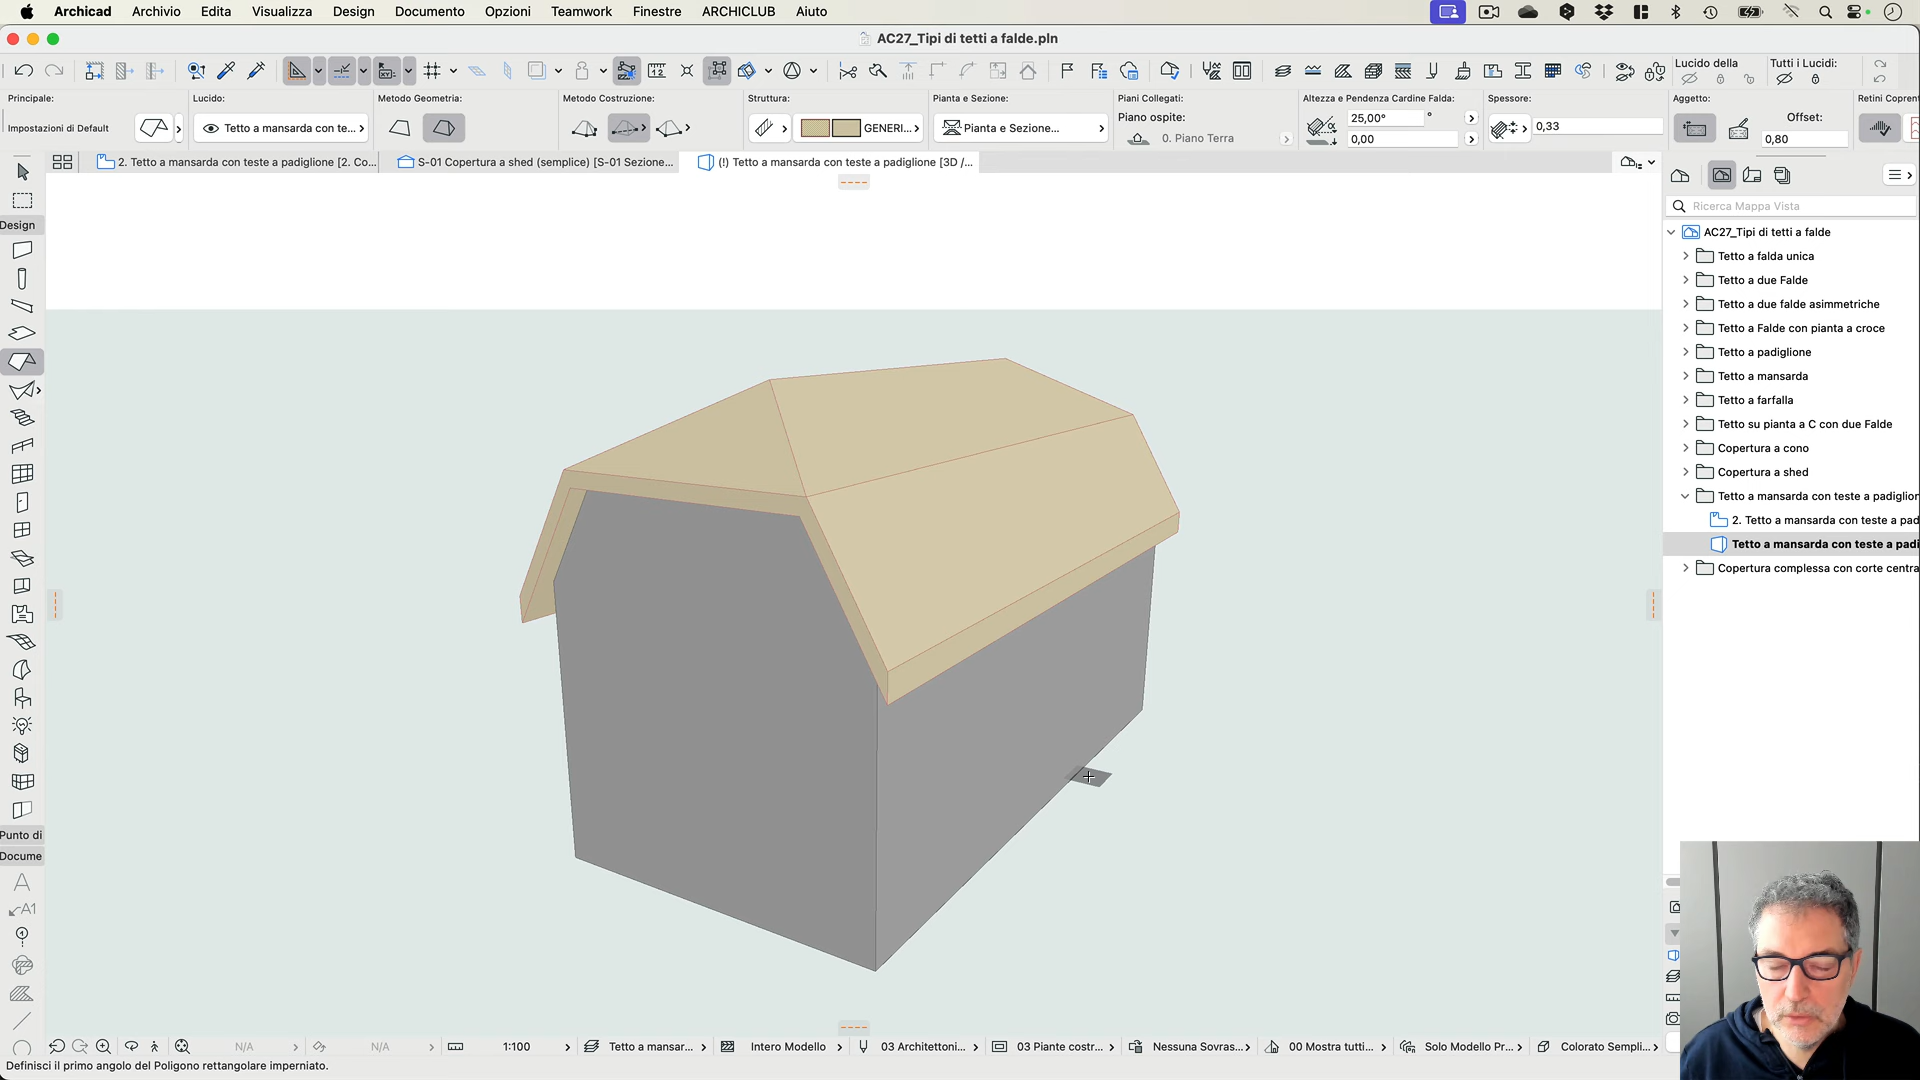 Archicad Archivio Edita Visualizza Design Documento Opzioni Teamwork Finestre ARCHICLUB Aiuto
AC27_Tipi di tetti a falde.pln
Lucido della
Tutti i Lucidi:
Principale:
Lucido:
Metodo Geometria:
Metodo Costruzione:
Struttura:
Pianta e Sezione:
Piani Collegati:
Altezza e Pendenza Cardine Falda:
Spessore:
Aggetto:
Retini Coprent
Impostazioni di Default
Tetto a mansarda con te...
GENERI...
Pianta e Sezione...
Piano ospite:
0. Piano Terra
25,00°
0,00
0,33
Offset:
0,80
2. Tetto a mansarda con teste a padiglione [2. Co...
S-01 Copertura a shed (semplice) [S-01 Sezione...
(!) Tetto a mansarda con teste a padiglione [3D /...
Ricerca Mappa Vista
Design
AC27_Tipi di tetti a falde
Tetto a falda unica
Tetto a due Falde
Tetto a due falde asimmetriche
Tetto a Falde con pianta a croce
Tetto a padiglione
Tetto a mansarda
Tetto a farfalla
Tetto su pianta a C con due Falde
Copertura a cono
Copertura a shed
Tetto a mansarda con teste a padiglior
2. Tetto a mansarda con teste a pad
Tetto a mansarda con teste a padi
Copertura complessa con corte centra
Punto di
Docume
A
A1
N/A
N/A
1:100
Tetto a mansar...
Intero Modello
03 Architettoni...
03 Piante costr...
Nessuna Sovras...
00 Mostra tutti...
Solo Modello Pr...
Colorato Sempli...
Definisci il primo angolo del Poligono rettangolare imperniato.